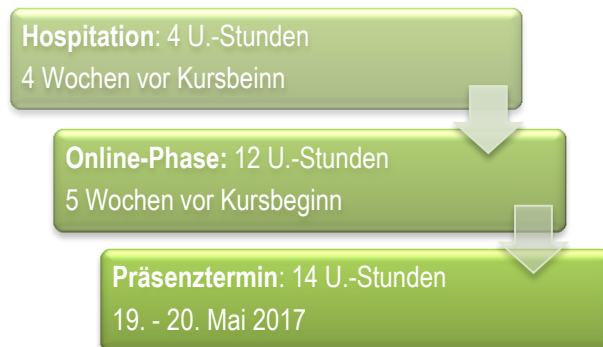 Hospitation: 4 U.-Stunden
4 Wochen vor Kursbeinn
Online-Phase: 12 U.-Stunden
5 Wochen vor Kursbeginn
Präsenztermin: 14 U.-Stunden
19. - 20. Mai 2017